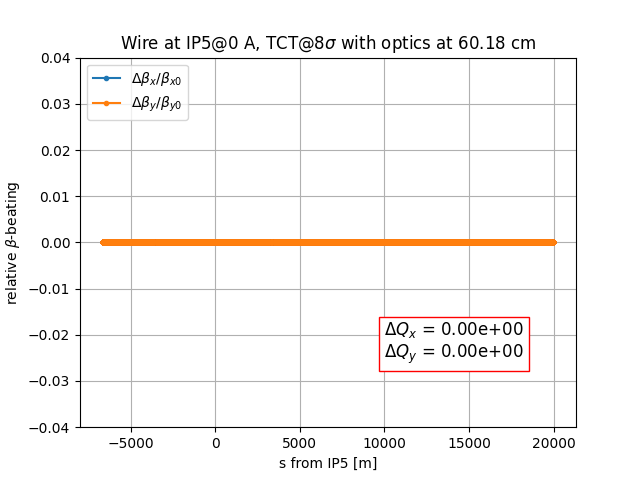 Wire at IP5@0 A, TCT@8σ with optics at 60.18 cm
0.04
0.03
0.02
0.01
0.00
−0.01
−0.02
−0.03
−0.04
relative β-beating
Δβx/βx0
Δβy/βy0
ΔQx = 0.00e+00
ΔQy = 0.00e+00
−5000 0 5000 10000 15000 20000
s from IP5 [m]